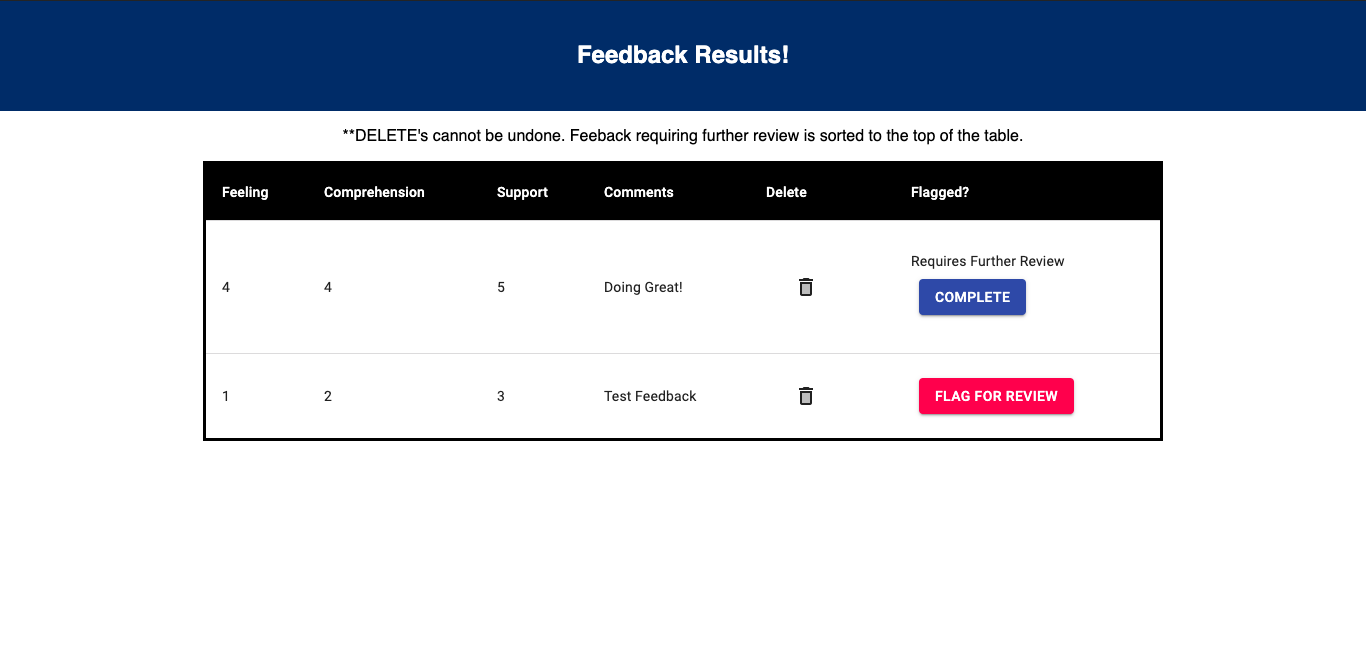 Feedback Results!
**DELETE's cannot be undone. Feeback requiring further review is sorted to the top of the table.
Feeling Comprehension Support Comments Delete Flagged?
Requires Further Review
4 4 5 Doing Great!
COMPLETE
1 2 3 Test Feedback FLAG FOR REVIEW